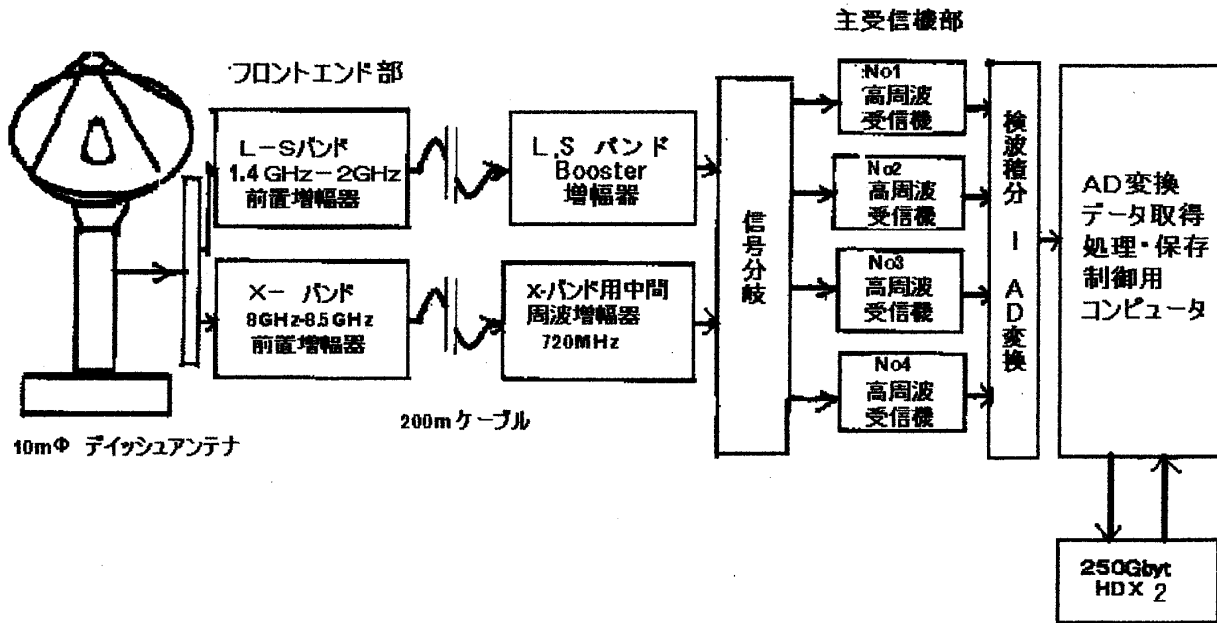 主受信機部
フロントエンド部
L-Sバンド
1.4GHz-2GHz
前置増幅器
L,S バンド
Booster
増幅器
X- バンド
8GHz-8.5GHz
前置増幅器
X-バンド用中間
周波増幅器
720MHz
200mケーブル
10mΦ デイッシュアンテナ
信号分岐
No1
高周波
受信機
No2
高周波
受信機
No3
高周波
受信機
No4
高周波
受信機
検波積分 I AD変換
AD変換
データ取得
処理・保存
制御用
コンピュータ
250Gbyt
HDX 2